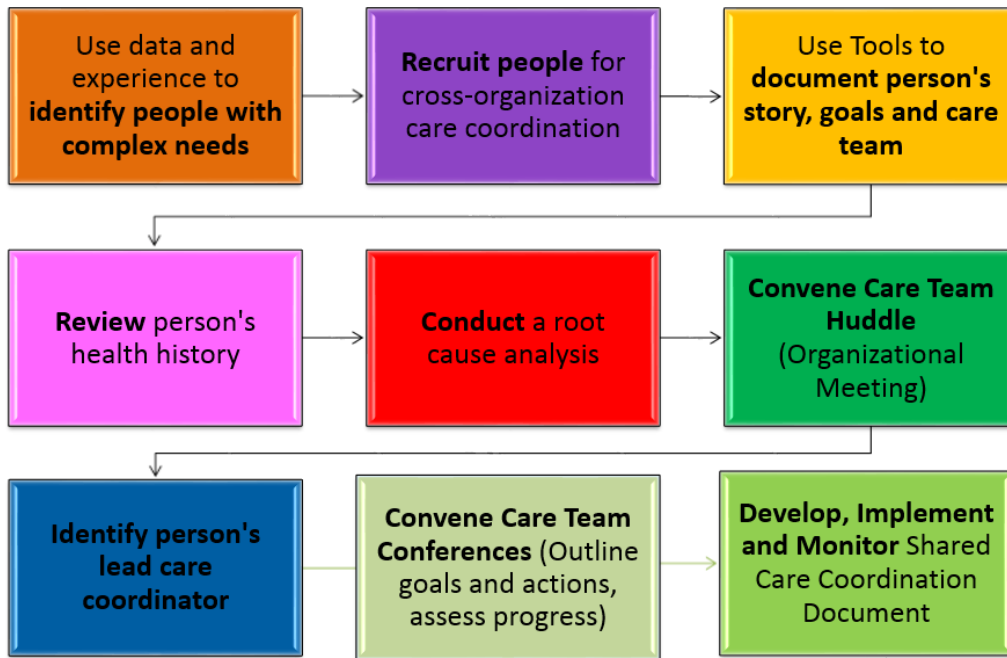 Use data and
experience to
identify people with
complex needs
Recruit people for
cross-organization
care coordination
Use Tools to
document person's
story, goals and care
team
Review person's
health history
Conduct a root
cause analysis
Convene Care Team
Huddle
(Organizational
Meeting)
Identify person's
lead care
coordinator
Convene Care Team
Conferences (Outline
goals and actions,
assess progress)
Develop, Implement
and Monitor Shared
Care Coordination
Document